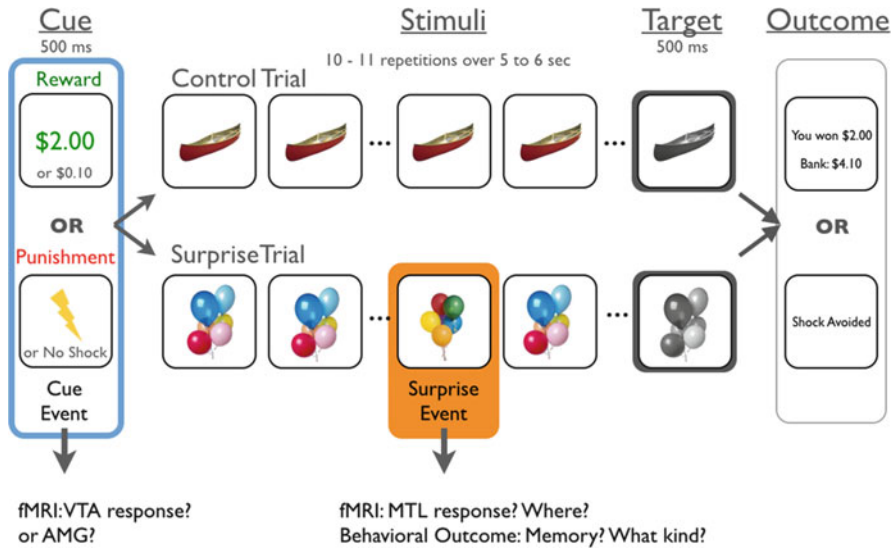 Cue
500 ms
Stimuli
10 - 11 repetitions over 5 to 6 sec
Target
500 ms
Outcome
Reward
$2.00
or $0.10
OR
Punishment
or No Shock
Cue
Event
Control Trial
...
...
Surprise Trial
...
...
Surprise
Event
You won $2.00
Bank: $4.10
OR
Shock Avoided
fMRI: VTA response?
or AMG?
fMRI: MTL response? Where?
Behavioral Outcome: Memory? What kind?